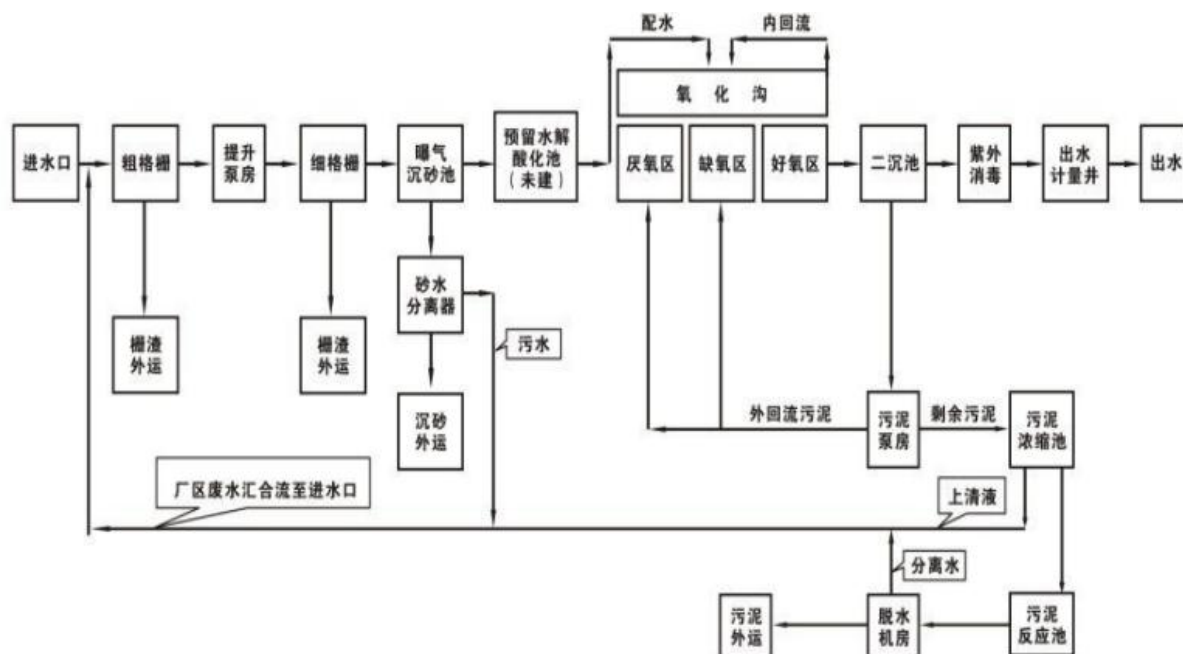 配水
内回流
氧化沟
进水口
粗格栅
提升
泵房
细格栅
曝气
沉砂池
预留水解
酸化池
(未建)
厌氧区
缺氧区
好氧区
二沉池
紫外
消毒
出水
计量井
出水
砂水
分离器
栅渣
外运
栅渣
外运
污水
沉砂
外运
外回流污泥
污泥
泵房
剩余污泥
污泥
浓缩池
厂区废水汇合流至进水口
上清液
分离水
污泥
外运
脱水
机房
污泥
反应池